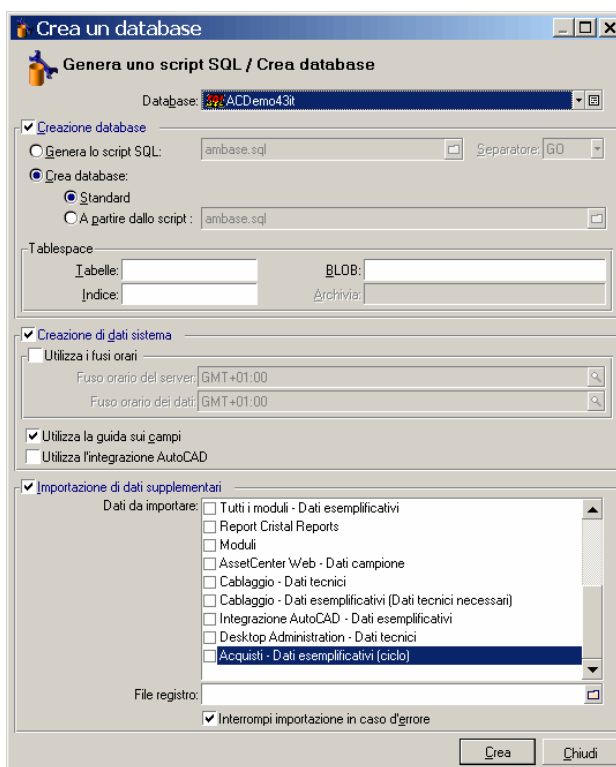 Crea un database
Genera uno script SQL / Crea database
Database: ACDemo43it
Creazione database
Genera lo script SQL: ambase.sql Separatore: GO
Crea database:
Standard
A partire dallo script : ambase.sql
Tablespace
Tabelle: BLOB:
Indice: Archivia:
Creazione di dati sistema
Utilizza i fusi orari
Fuso orario del server: GMT+01:00
Fuso orario dei dati: GMT+01:00
Utilizza la guida sui campi
Utilizza l'integrazione AutoCAD
Importazione di dati supplementari
Dati da importare: Tutti i moduli - Dati esemplificativi
Report Cristal Reports
Moduli
AssetCenter Web - Dati campione
Cablaggio - Dati tecnici
Cablaggio - Dati esemplificativi (Dati tecnici necessari)
Integrazione AutoCAD - Dati esemplificativi
Desktop Administration - Dati tecnici
Acquisti - Dati esemplificativi (ciclo)
File registro:
Interrompi importazione in caso d'errore
Crea Chiudi